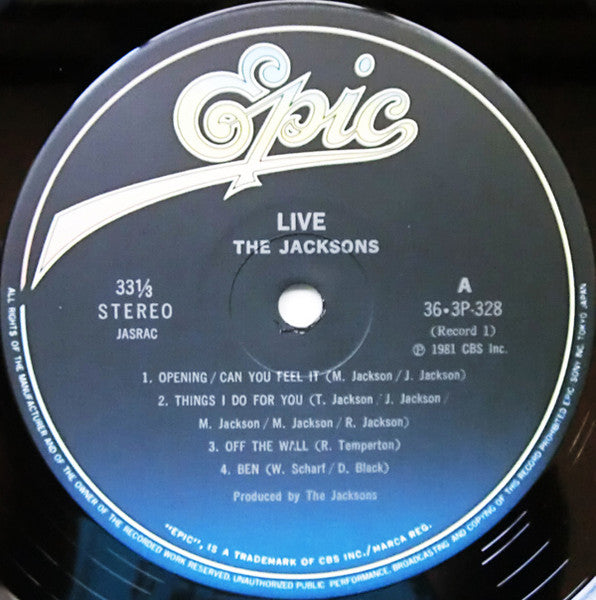 Epic
LIVE
THE JACKSONS
33 1/3
STEREO
JASRAC
A
36•3P-328
(Record 1)
Ⓟ 1981 CBS Inc.
1. OPENING / CAN YOU FEEL IT (M. Jackson / J. Jackson)
2. THINGS I DO FOR YOU (T. Jackson / J. Jackson /
M. Jackson / M. Jackson / R. Jackson)
3. OFF THE WALL (R. Temperton)
4. BEN (W. Scharf / D. Black)
Produced by The Jacksons
"EPIC", IS A TRADEMARK OF CBS INC./MARCA REG.
ALL RIGHTS OF THE MANUFACTURER AND OF THE OWNER OF THE RECORDED WORK RESERVED. UNAUTHORIZED PUBLIC PERFORMANCE, BROADCASTING AND COPYING OF THIS RECORD PROHIBITED EPIC·SONY INC. TOKYO JAPAN